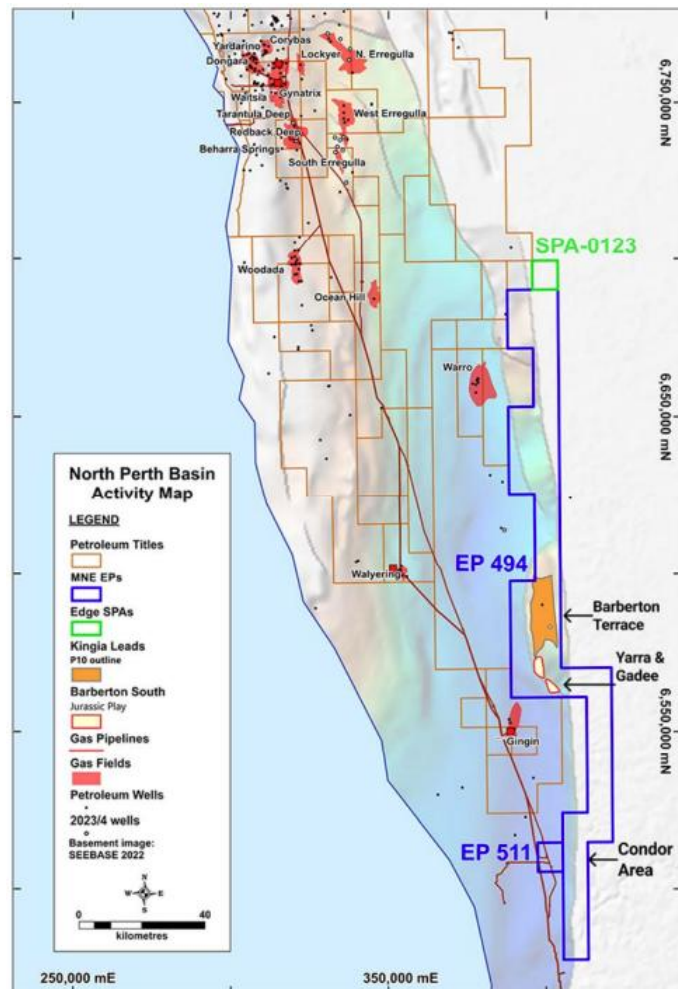 Yardarino
Corybas
Dongara
Lockyer
N. Erregulla
Waitsia
Gynatrix
Tarantula Deep
West Erregulla
Redback Deep
Beharra Springs
South Erregulla
6,750,000 mN
SPA-0123
Woodada
Ocean Hill
Warro
6,650,000 mN
North Perth Basin
Activity Map
LEGEND
Petroleum Titles
MNE EPs
Edge SPAs
Kingia Leads
P10 outline
Barberton South
Jurassic Play
Gas Pipelines
Gas Fields
Petroleum Wells
2023/4 wells
Basement image:
SEEBASE 2022
N
W E
S
0 40
kilometres
EP 494
Walyering
Barberton
Terrace
Yarra &
Gadee
6,550,000 mN
Gingin
EP 511
Condor
Area
250,000 mE
350,000 mE